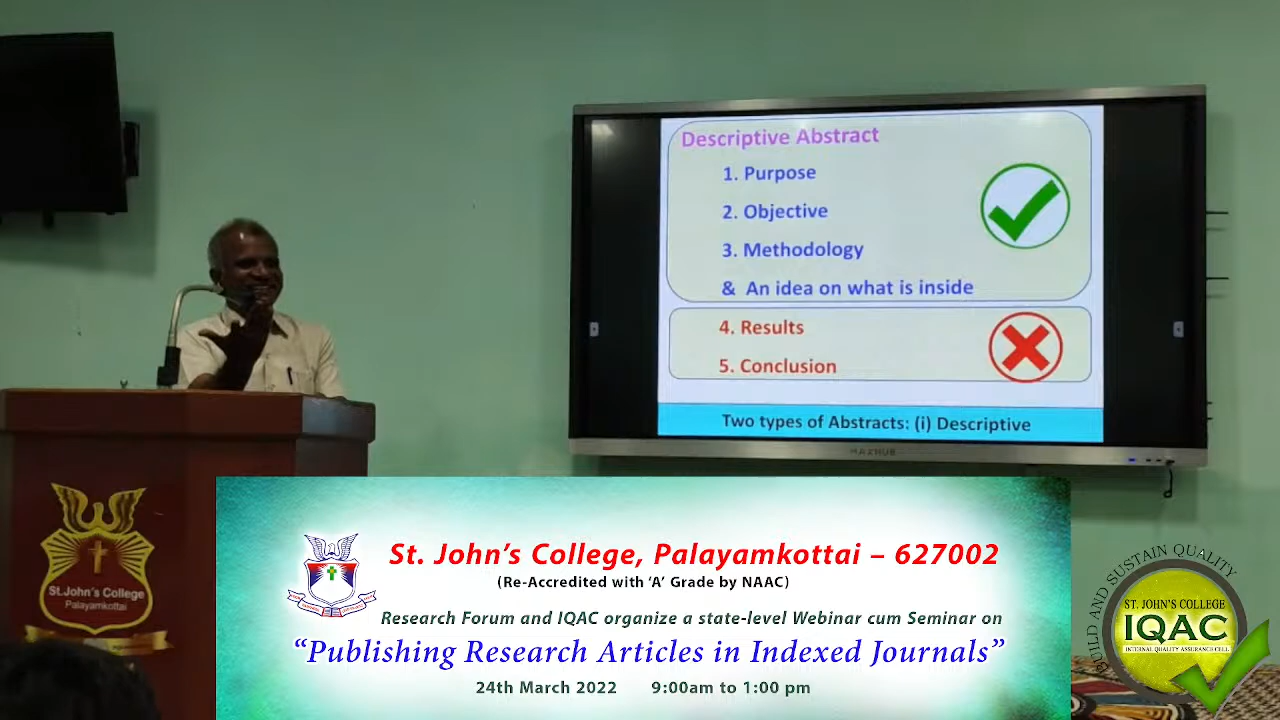 Descriptive Abstract
1. Purpose
2. Objective
3. Methodology
& An idea on what is inside
4. Results
5. Conclusion
Two types of Abstracts: (i) Descriptive
MAXHUB
St.John's College
Palayamkottai
St. John's College, Palayamkottai – 627002
(Re-Accredited with 'A' Grade by NAAC)
Research Forum and IQAC organize a state-level Webinar cum Seminar on
“Publishing Research Articles in Indexed Journals”
24th March 2022 9:00am to 1:00 pm
BUILD AND SUSTAIN QUALITY
ST. JOHN'S COLLEGE
IQAC
INTERNAL QUALITY ASSURANCE CELL